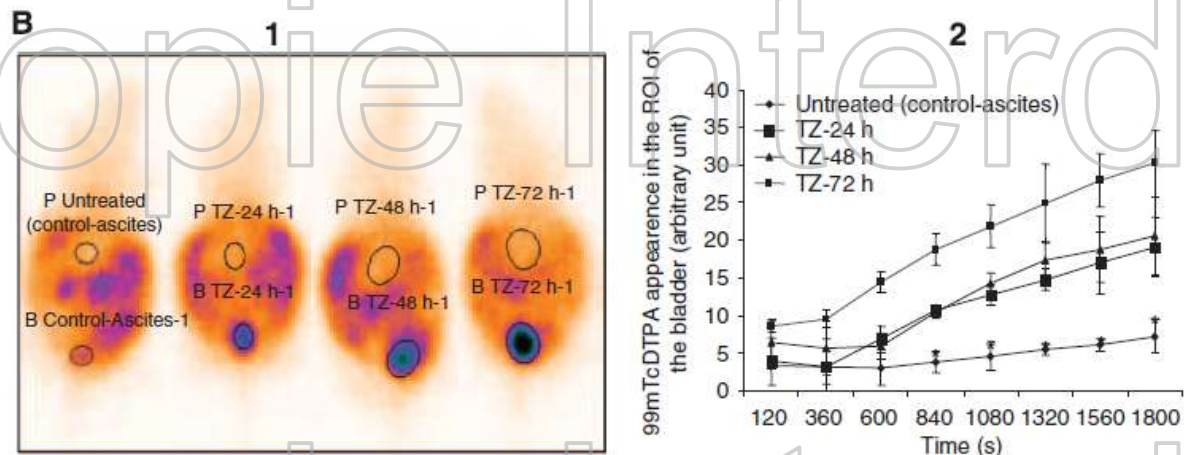 B
1
P Untreated
(control-ascites)
P TZ-24 h-1
P TZ-48 h-1
P TZ-72 h-1
B TZ-24 h-1
B TZ-48 h-1
B TZ-72 h-1
B Control-Ascites-1
2
99mTcDTPA appearence in the ROI of
the bladder (arbitrary unit)
40
35
30
25
20
15
10
5
0
Untreated (control-ascites)
TZ-24 h
TZ-48 h
TZ-72 h
* * * * *
120 360 600 840 1080 1320 1560 1800
Time (s)
opie Interd